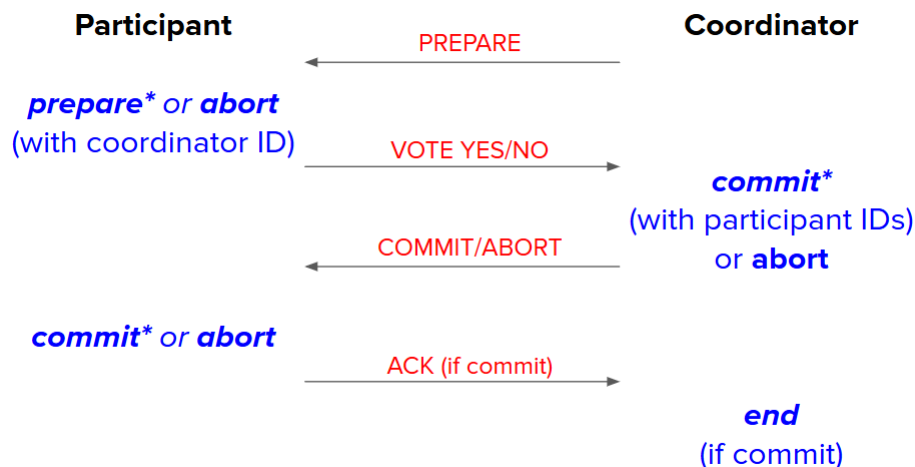 Participant
Coordinator
PREPARE
prepare* or abort
(with coordinator ID)
VOTE YES/NO
commit*
(with participant IDs)
or abort
COMMIT/ABORT
commit* or abort
ACK (if commit)
end
(if commit)